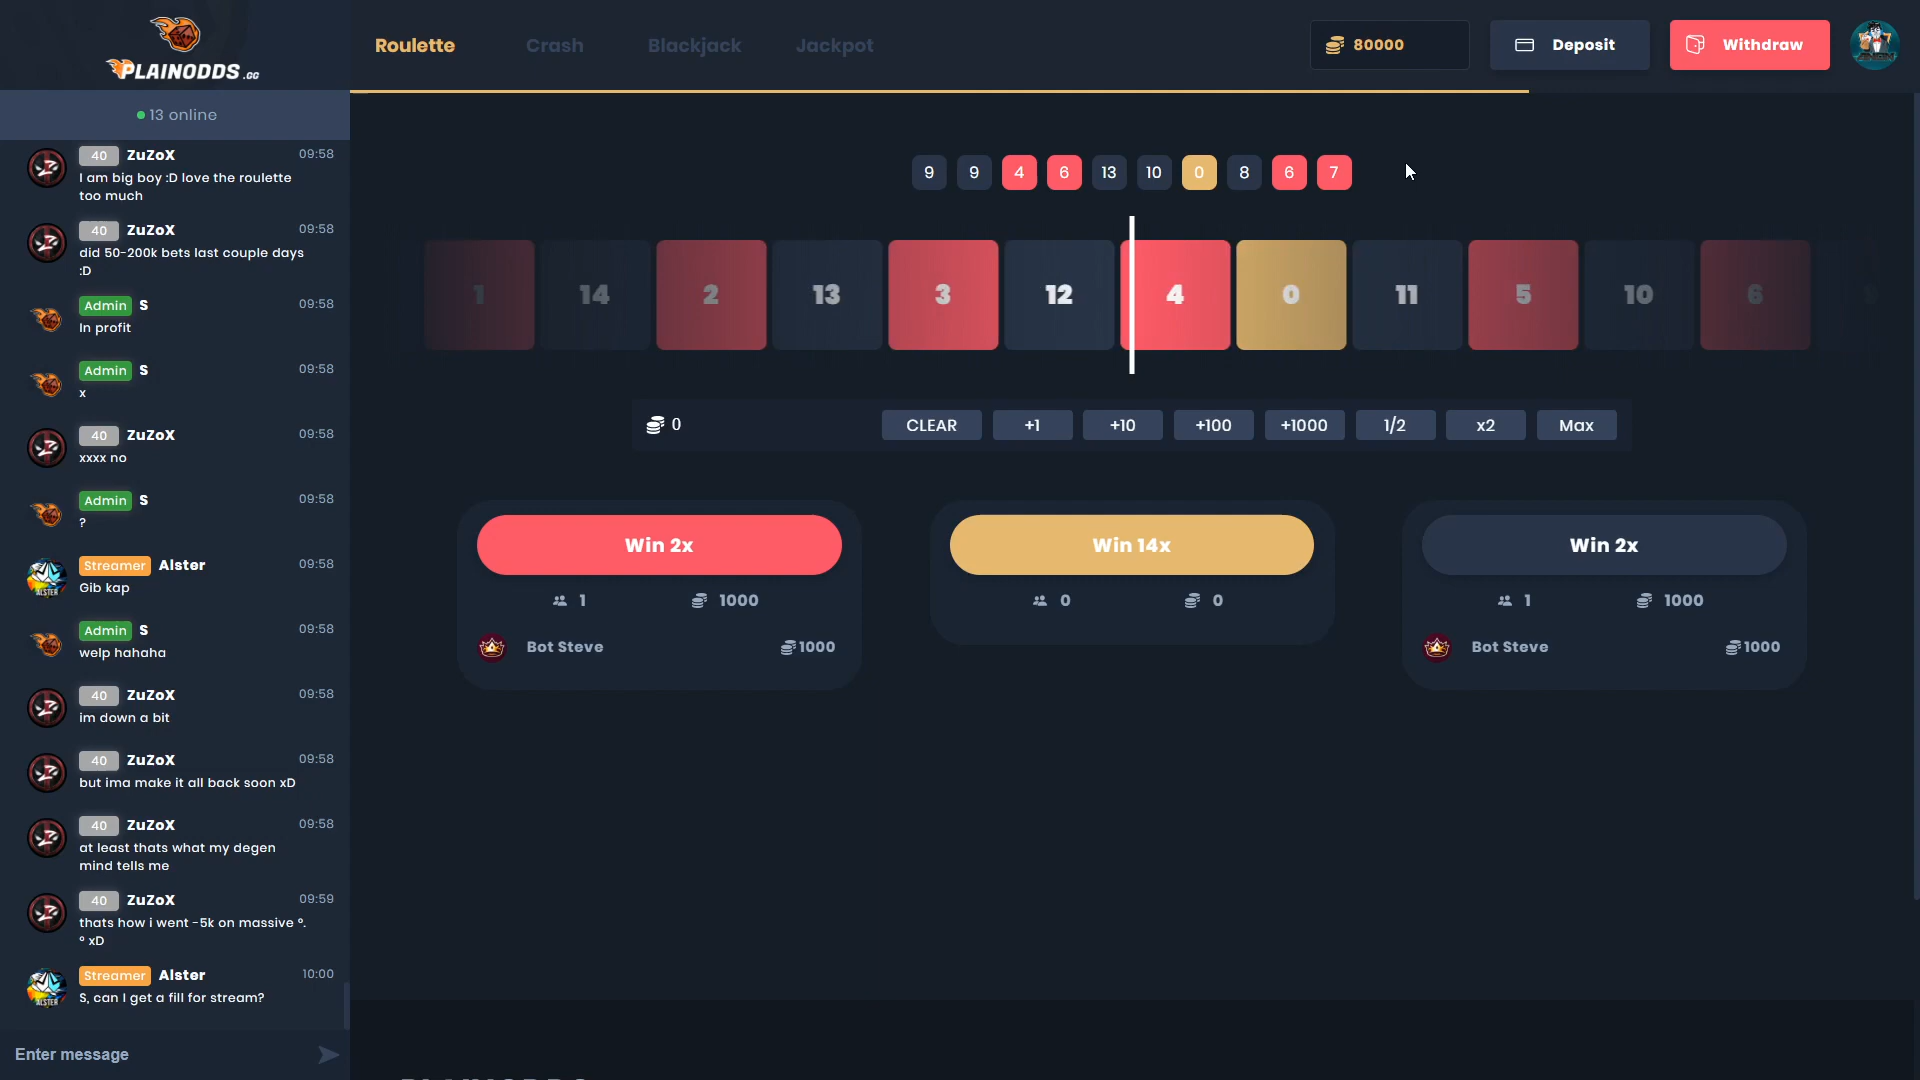 PLAINODDS.GG
Roulette
Crash
Blackjack
Jackpot
80000
Deposit
Withdraw
13 online
40 ZuZoX 09:58
I am big boy :D love the roulette
too much
40 ZuZoX 09:58
did 50-200k bets last couple days
:D
Admin S 09:58
In profit
Admin S 09:58
x
40 ZuZoX 09:58
xxxx no
Admin S 09:58
?
Streamer Alster 09:58
Gib kap
Admin S 09:58
welp hahaha
40 ZuZoX 09:58
im down a bit
40 ZuZoX 09:58
but ima make it all back soon xD
40 ZuZoX 09:58
at least thats what my degen
mind tells me
40 ZuZoX 09:59
thats how i went -5k on massive °.
° xD
Streamer Alster 10:00
S, can I get a fill for stream?
Enter message
9 9 4 6 13 10 0 8 6 7
1 14 2 13 3 12 4 0 11 5 10 6
0 CLEAR +1 +10 +100 +1000 1/2 x2 Max
Win 2x
1 1000
Bot Steve 1000
Win 14x
0 0
Win 2x
1 1000
Bot Steve 1000